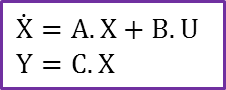 Ẋ = A. X + B. U
Y = C. X